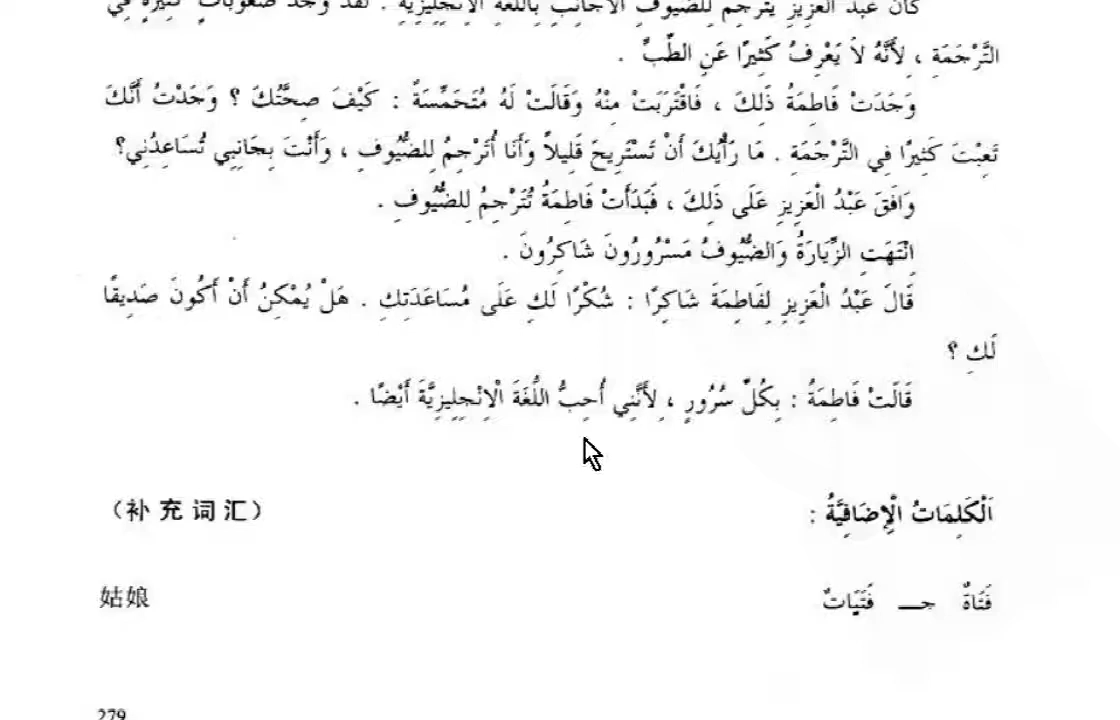 كَانَ عَبْدُ الْعَزِيزِ يُتَرْجِمُ لِلضُّيُوفِ الْأَجَانِبِ بِاللُّغَةِ الْإِنْجِلِيزِيَّةِ . لَقَدْ وَجَدَ صُعُوبَاتٍ كَثِيرَةً فِي
التَّرْجَمَةِ ، لِأَنَّهُ لَا يَعْرِفُ كَثِيرًا عَنِ الطِّبِّ .
وَجَدَتْ فَاطِمَةُ ذَلِكَ ، فَاقْتَرَبَتْ مِنْهُ وَقَالَتْ لَهُ مُتَحَمِّسَةً : كَيْفَ صِحَّتُكَ ؟ وَجَدْتُ أَنَّكَ
تَعِبْتَ كَثِيرًا فِي التَّرْجَمَةِ . مَا رَأْيُكَ أَنْ تَسْتَرِيحَ قَلِيلاً وَأَنَا أُتَرْجِمُ لِلضُّيُوفِ ، وَأَنْتَ بِجَانِبِي تُسَاعِدُنِي؟
وَافَقَ عَبْدُ الْعَزِيزِ عَلَى ذَلِكَ ، فَبَدَأَتْ فَاطِمَةُ تُتَرْجِمُ لِلضُّيُوفِ .
انْتَهَتِ الزِّيَارَةُ وَالضُّيُوفُ مَسْرُورُونَ شَاكِرُونَ .
قَالَ عَبْدُ الْعَزِيزِ لِفَاطِمَةَ شَاكِرًا : شُكْرًا لَكِ عَلَى مُسَاعَدَتِكِ . هَلْ يُمْكِنُ أَنْ أَكُونَ صَدِيقًا
لَكِ ؟
قَالَتْ فَاطِمَةُ : بِكُلِّ سُرُورٍ ، لِأَنَّنِي أُحِبُّ اللُّغَةَ الْإِنْجِلِيزِيَّةَ أَيْضًا .
اَلْكَلِمَاتُ الْإِضَافِيَّةُ : （补充词汇）
فَتَاةٌ جـ فَتَيَاتٌ 姑娘
279